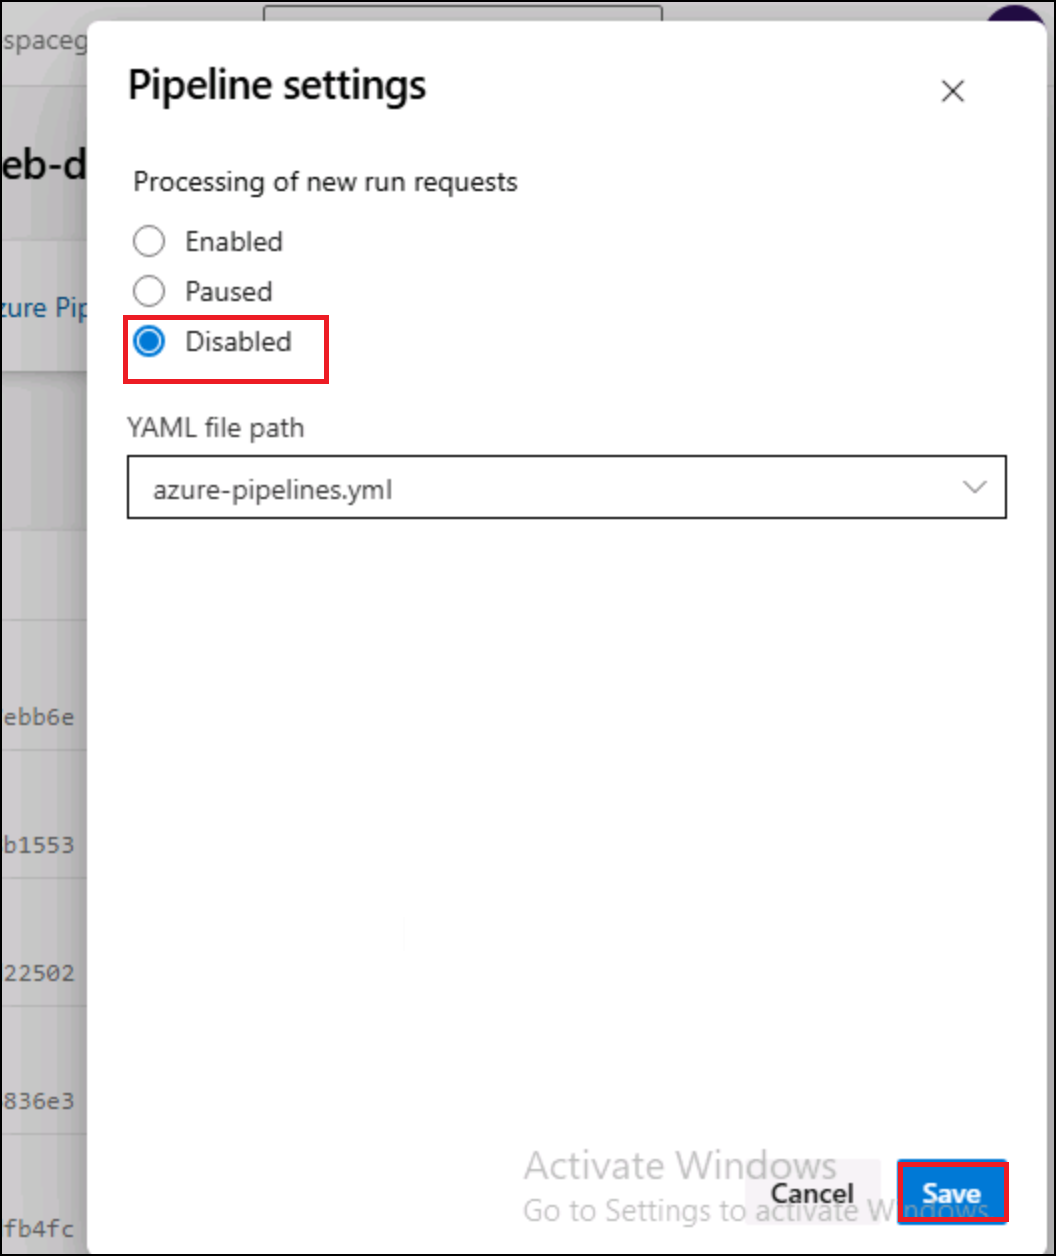 spaceg
Pipeline settings
eb-d
Processing of new run requests
Enabled
Paused
zure Pip
Disabled
YAML file path
azure-pipelines.yml
ebb6e
b1553
22502
836e3
Activate Windows
Cancel
Save
Go to Settings to activate Windows.
fb4fc